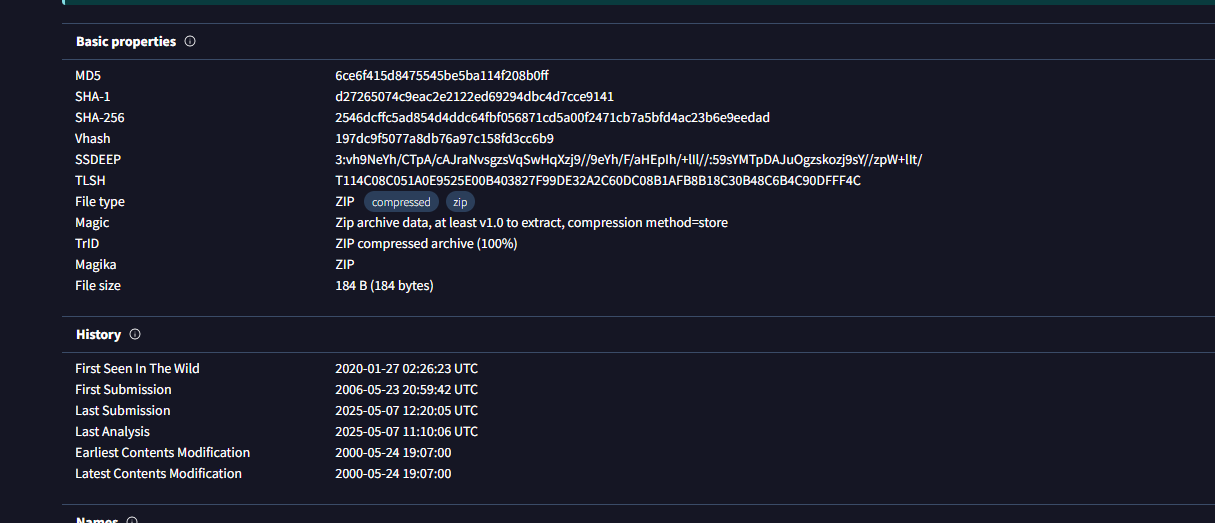 Basic properties
MD5 6ce6f415d8475545be5ba114f208b0ff
SHA-1 d27265074c9eac2e2122ed69294dbc4d7cce9141
SHA-256 2546dcffc5ad854d4ddc64fbf056871cd5a00f2471cb7a5bfd4ac23b6e9eedad
Vhash 197dc9f5077a8db76a97c158fd3cc6b9
SSDEEP 3:vh9NeYh/CTpA/cAJraNvsgzsVqSwHqXzj9//9eYh/F/aHEpIh/+lIl//:59sYMTpDAJuOgzskozj9sY//zpW+lIt/
TLSH T114C08C051A0E9525E00B403827F99DE32A2C60DC08B1AFB8B18C30B48C6B4C90DFFF4C
File type ZIP compressed zip
Magic Zip archive data, at least v1.0 to extract, compression method=store
TrID ZIP compressed archive (100%)
Magika ZIP
File size 184 B (184 bytes)
History
First Seen In The Wild 2020-01-27 02:26:23 UTC
First Submission 2006-05-23 20:59:42 UTC
Last Submission 2025-05-07 12:20:05 UTC
Last Analysis 2025-05-07 11:10:06 UTC
Earliest Contents Modification 2000-05-24 19:07:00
Latest Contents Modification 2000-05-24 19:07:00
Names